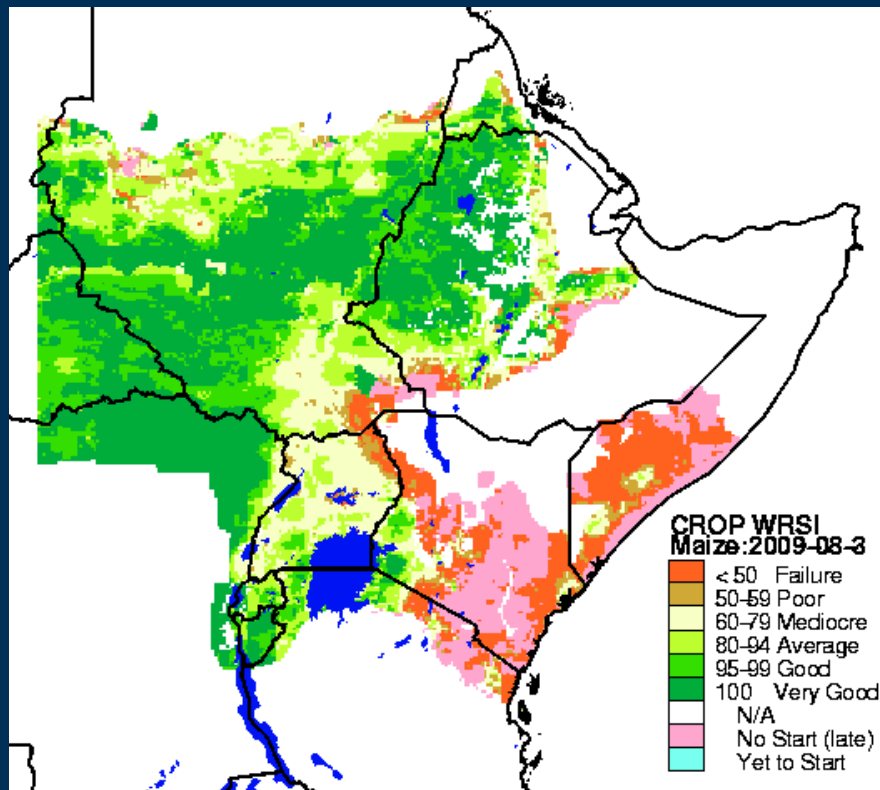 CROP WRSI
Maize:2009-08-3
<50 Failure
50-59 Poor
60-79 Mediocre
80-94 Average
95-99 Good
100 Very Good
N/A
No Start (late)
Yet to Start